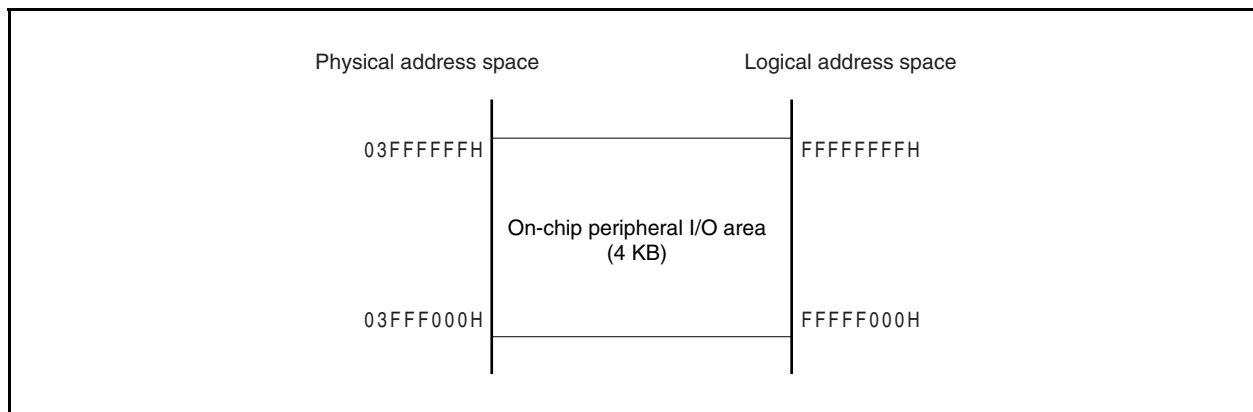 Physical address space
Logical address space
03FFFFFFH
FFFFFFFFH
On-chip peripheral I/O area
(4 KB)
03FFF000H
FFFFF000H